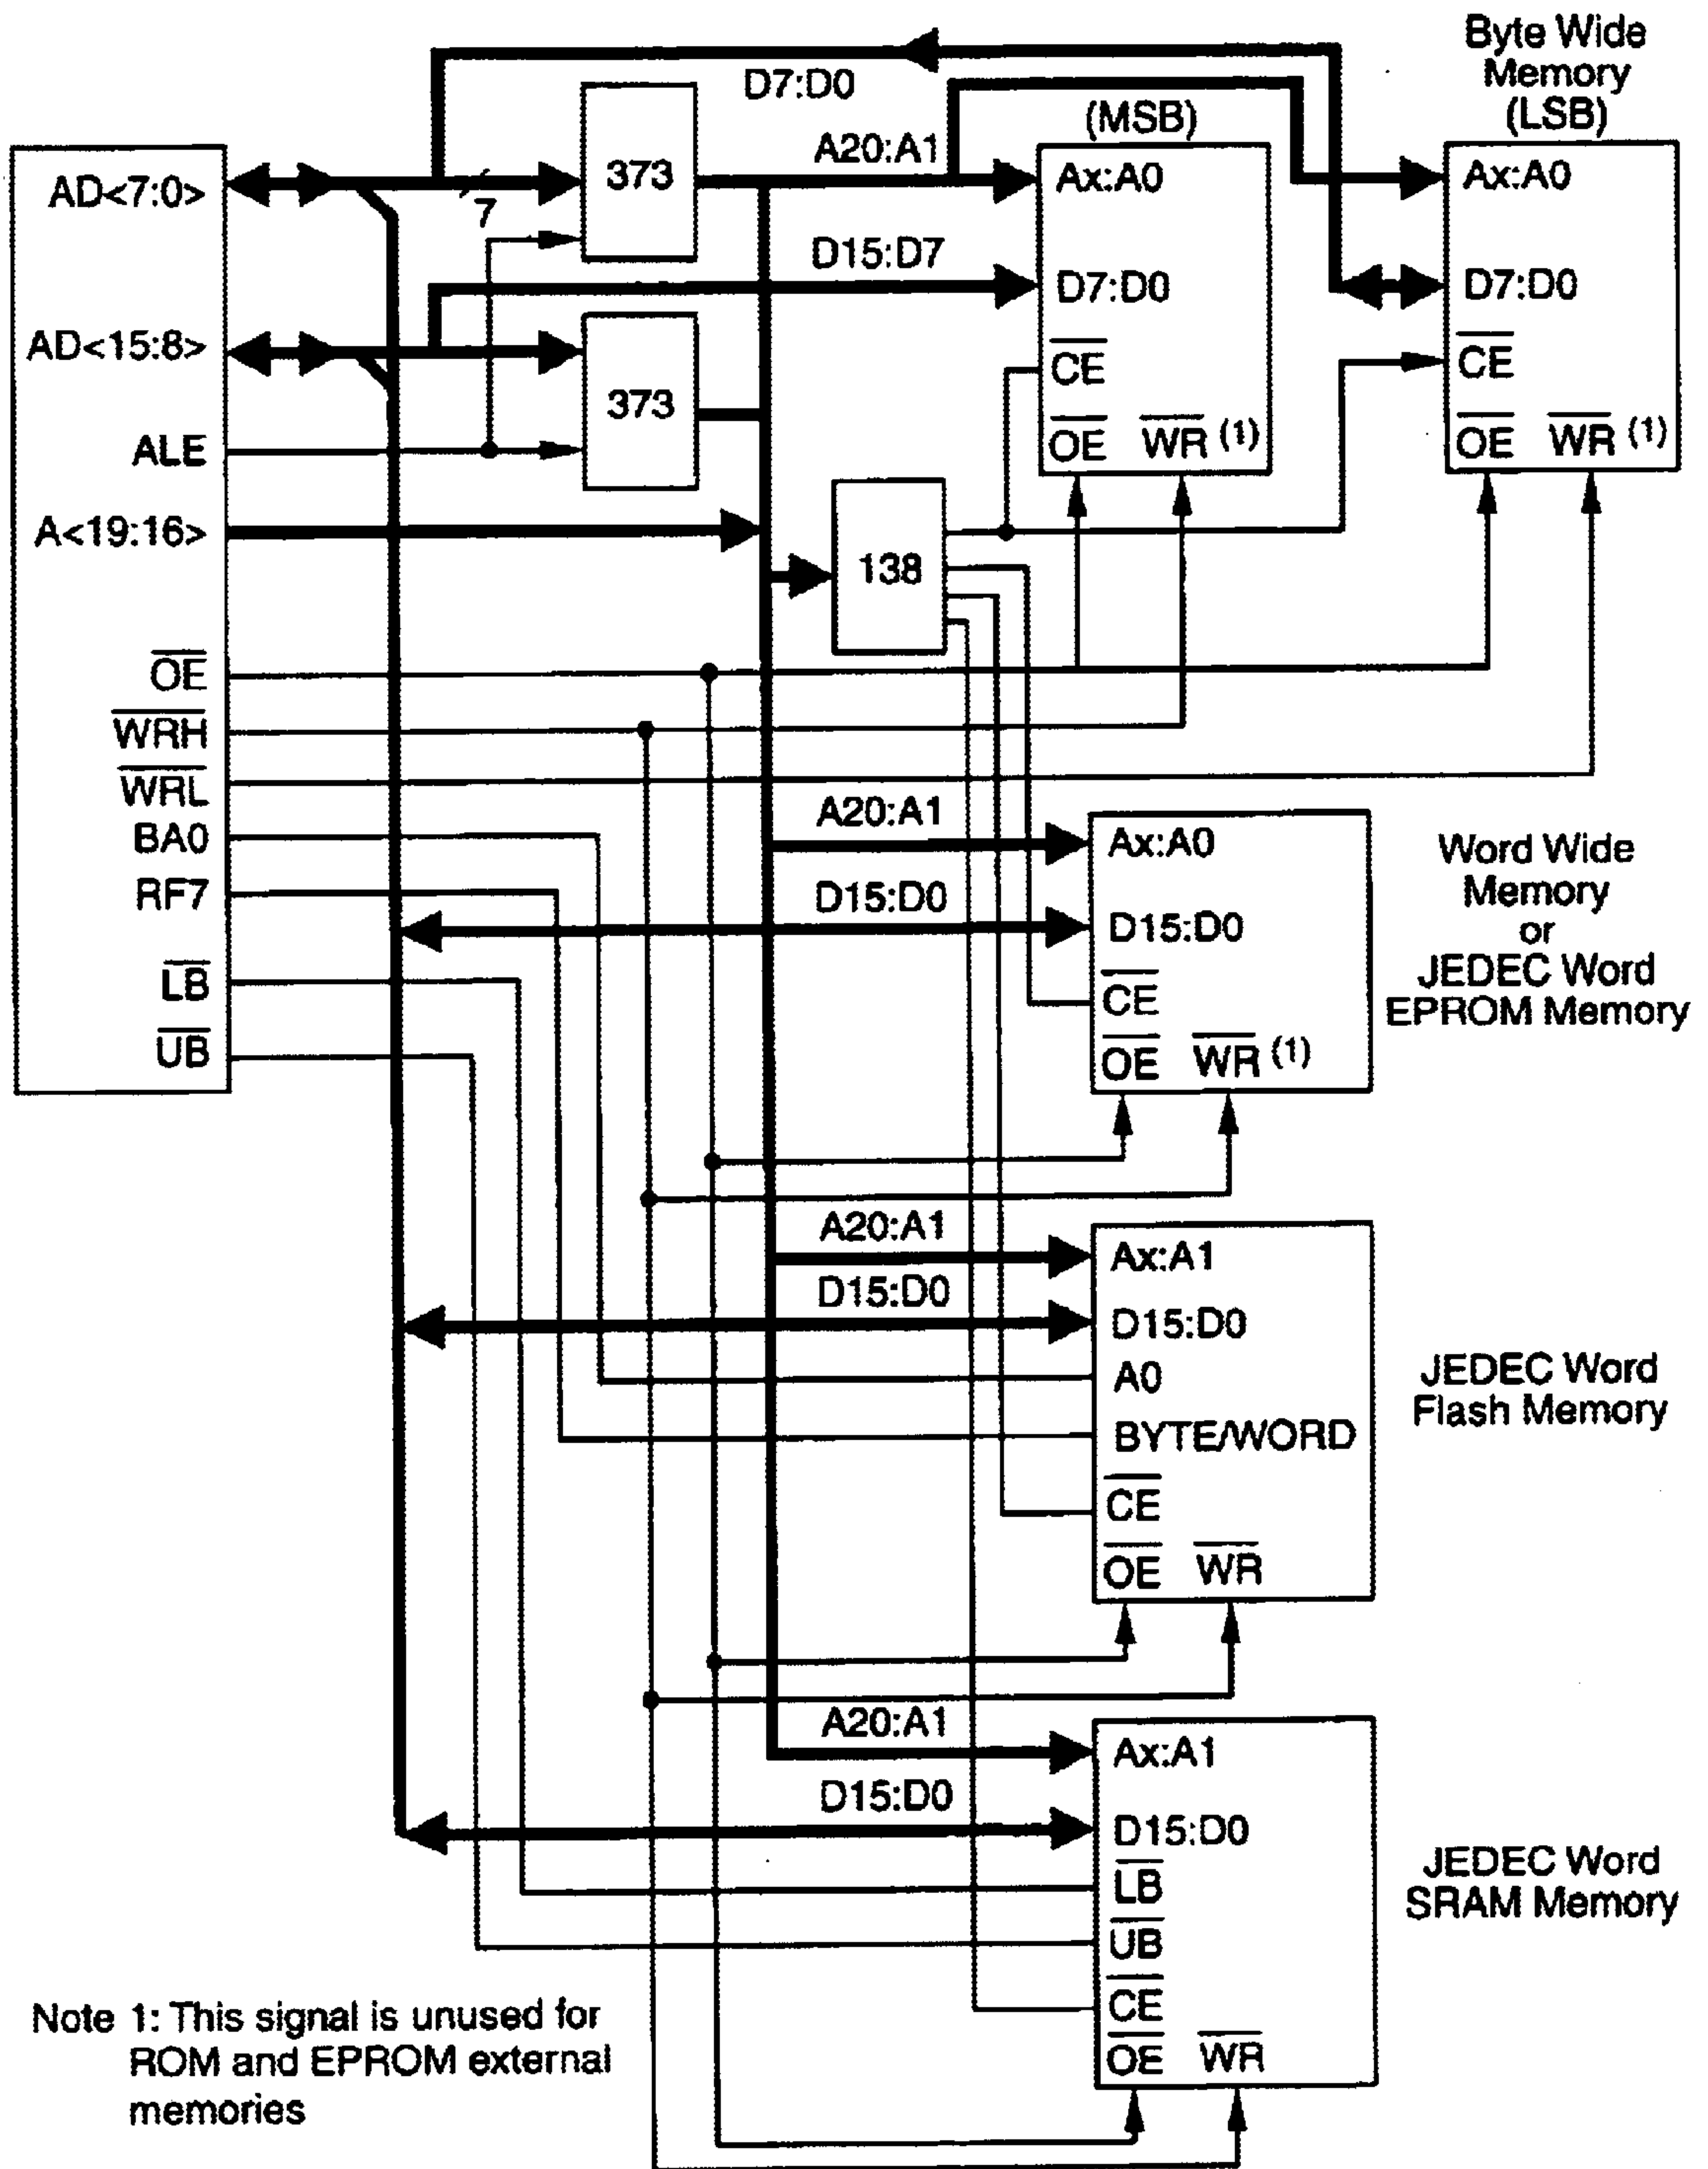 Byte Wide
Memory
(LSB)
D7:D0
(MSB)
A20:A1
373
Ax:A0
Ax:A0
AD<7:0>
7
D15:D7
D7:D0
D7:D0
AD<15:8>
373
CE
CE
ALE
OE WR (1)
OE WR (1)
A<19:16>
138
OE
WRH
WRL
BA0
A20:A1
Ax:A0
Word Wide
Memory
or
JEDEC Word
EPROM Memory
RF7
D15:D0
D15:D0
LB
CE
UB
OE WR (1)
A20:A1
Ax:A1
D15:D0
D15:D0
A0
JEDEC Word
Flash Memory
BYTE/WORD
CE
OE WR
A20:A1
Ax:A1
D15:D0
D15:D0
LB
JEDEC Word
SRAM Memory
UB
CE
OE WR
Note 1: This signal is unused for
ROM and EPROM external
memories